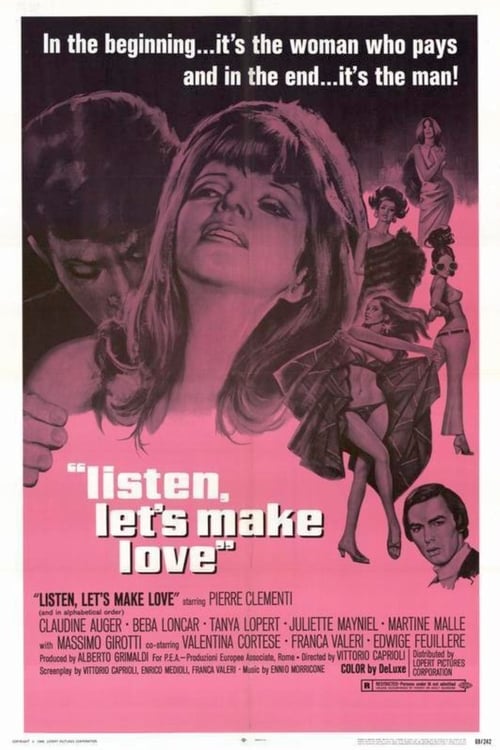 In the beginning...it's the woman who pays
and in the end...it's the man!
"listen,
let's make
love"
"LISTEN, LET'S MAKE LOVE" starring PIERRE CLEMENTI
(and in alphabetical order)
CLAUDINE AUGER · BEBA LONCAR · TANYA LOPERT · JULIETTE MAYNIEL · MARTINE MALLE
with MASSIMO GIROTTI co-starring VALENTINA CORTESE · FRANCA VALERI · EDWIGE FEUILLERE
Produced by ALBERTO GRIMALDI For P.E.A.–Produzioni Europee Associate, Rome · Directed by VITTORIO CAPRIOLI
Screenplay by VITTORIO CAPRIOLI, ENRICO MEDIOLI, FRANCA VALERI · Music by ENNIO MORRICONE
COLOR by DeLuxe
Distributed by
LOPERT PICTURES
CORPORATION
R RESTRICTED
LOPERT PICTURES CORPORATION